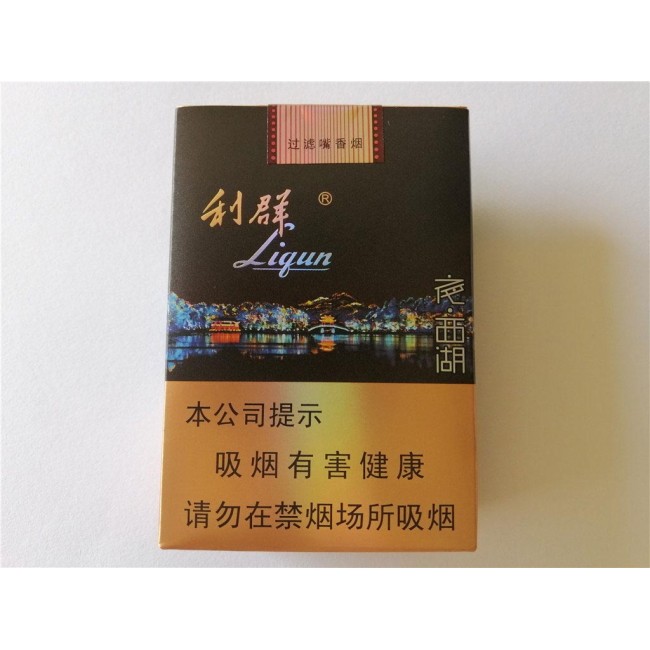 过滤嘴香烟
利群®
Liqun
夜·西湖
本公司提示
吸烟有害健康
请勿在禁烟场所吸烟